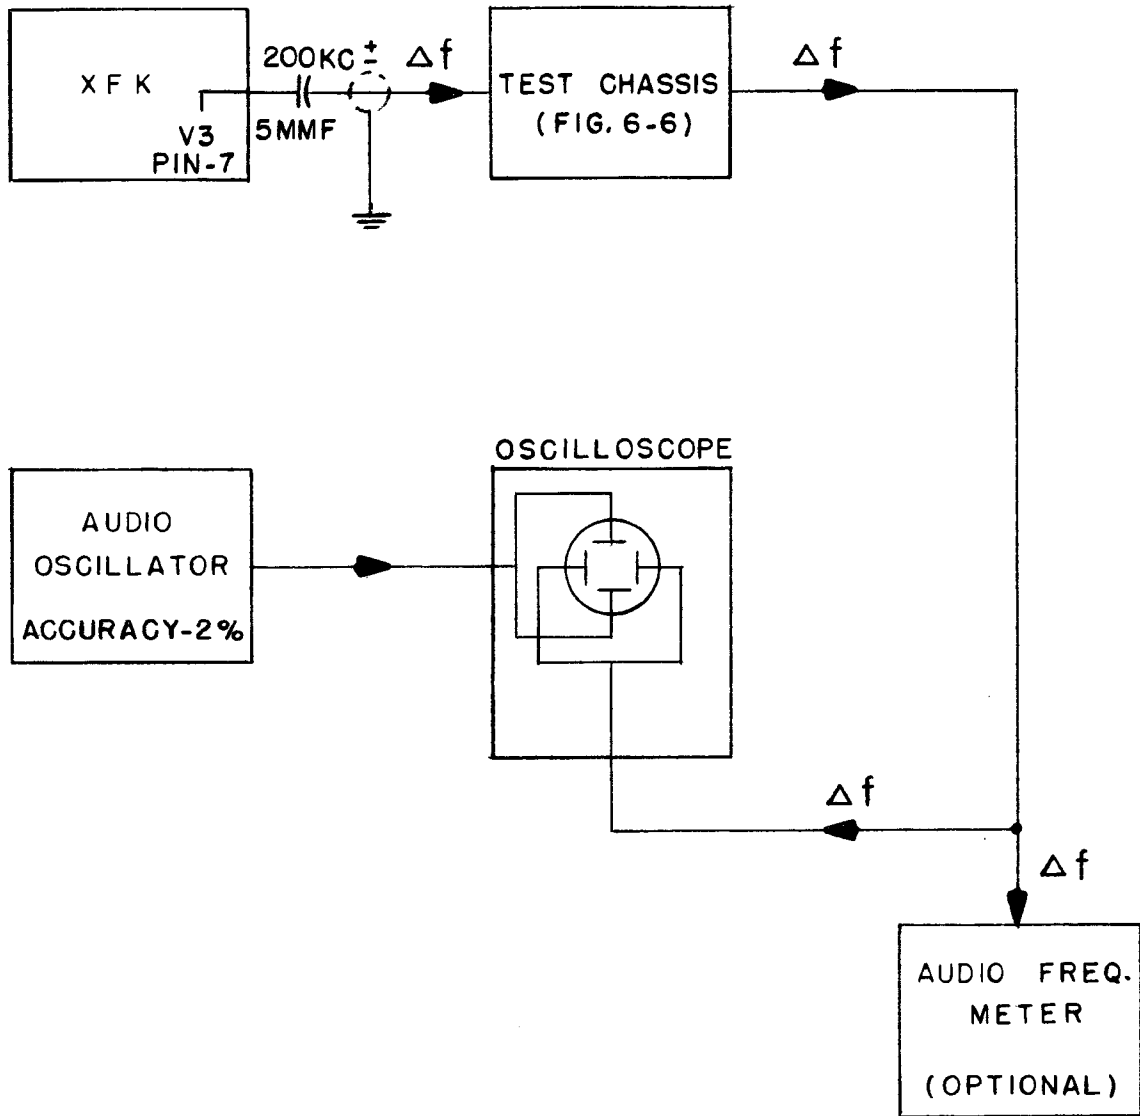 XFK
V3
PIN-7
5MMF
200KC ± Δf
TEST CHASSIS
(FIG. 6-6)
Δf
OSCILLOSCOPE
AUDIO
OSCILLATOR
ACCURACY-2%
Δf
Δf
AUDIO FREQ.
METER
(OPTIONAL)